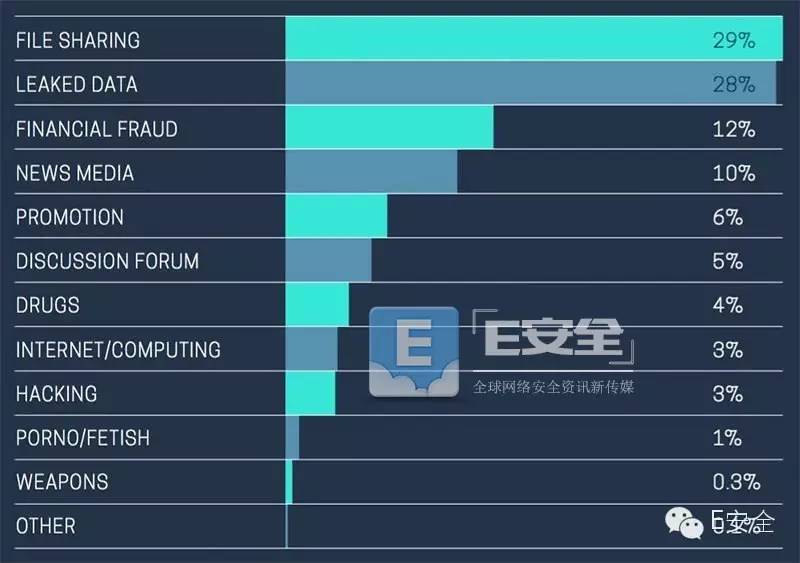 FILE SHARING 29%
LEAKED DATA 28%
FINANCIAL FRAUD 12%
NEWS MEDIA 10%
PROMOTION 6%
DISCUSSION FORUM 5%
DRUGS 4%
INTERNET/COMPUTING 3%
E
「E安全」
全球网络安全资讯新传媒
HACKING 3%
PORNO/FETISH 1%
WEAPONS 0.3%
OTHER
E安全